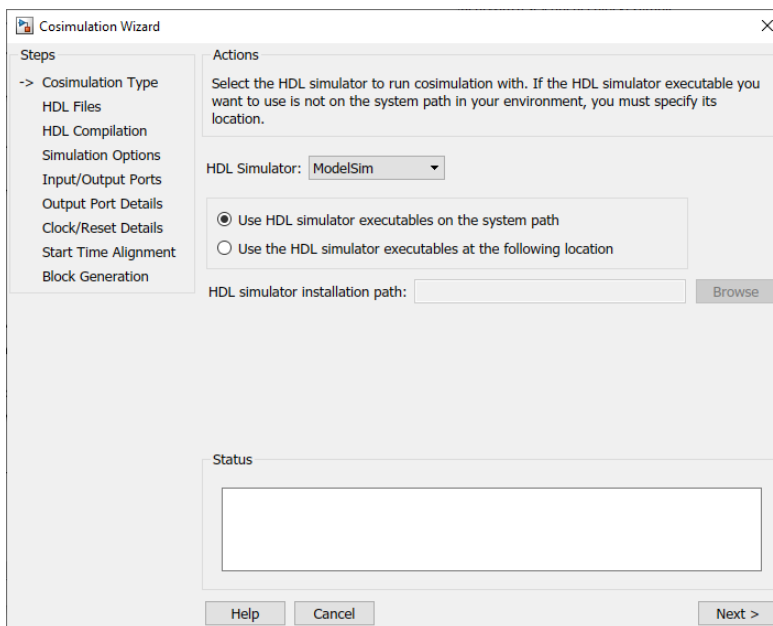 Cosimulation Wizard
Steps
-> Cosimulation Type
HDL Files
HDL Compilation
Simulation Options
Input/Output Ports
Output Port Details
Clock/Reset Details
Start Time Alignment
Block Generation
Actions
Select the HDL simulator to run cosimulation with. If the HDL simulator executable you
want to use is not on the system path in your environment, you must specify its
location.
HDL Simulator: ModelSim
Use HDL simulator executables on the system path
Use the HDL simulator executables at the following location
HDL simulator installation path: Browse
Status
Help Cancel Next >